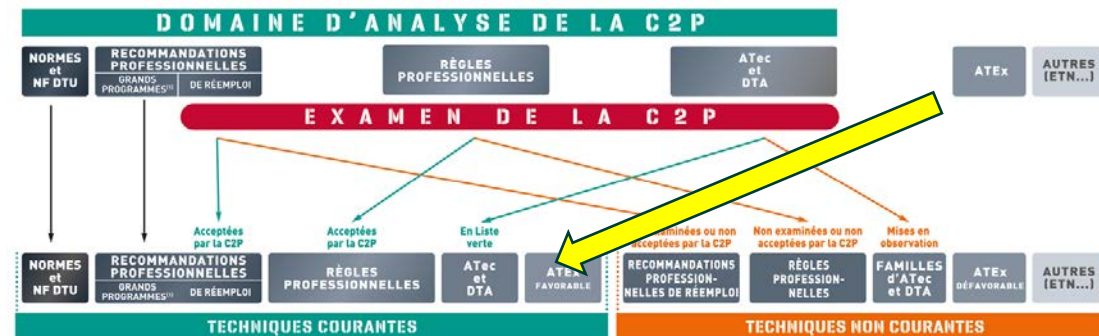 DOMAINE D'ANALYSE DE LA C2P
NORMES
et
NF DTU
RECOMMANDATIONS
PROFESSIONNELLES
GRANDS
PROGRAMMES(1)
DE RÉEMPLOI
RÈGLES
PROFESSIONNELLES
ATec
et
DTA
ATEx
AUTRES
(ETN...)
EXAMEN DE LA C2P
Acceptées
par la C2P
Acceptées
par la C2P
En Liste
verte
examinées ou non
acceptées par la C2P
Non examinées ou non
acceptées par la C2P
Mises en
observation
NORMES
et
NF DTU
RECOMMANDATIONS
PROFESSIONNELLES
GRANDS
PROGRAMMES(1)
DE RÉEMPLOI
RÈGLES
PROFESSIONNELLES
ATec
et
DTA
ATEx
FAVORABLE
RECOMMANDATIONS
PROFESSION-
NELLES DE RÉEMPLOI
RÈGLES
PROFESSION-
NELLES
FAMILLES
d'ATec
et DTA
ATEx
DÉFAVORABLE
AUTRES
(ETN...)
TECHNIQUES COURANTES
TECHNIQUES NON COURANTES